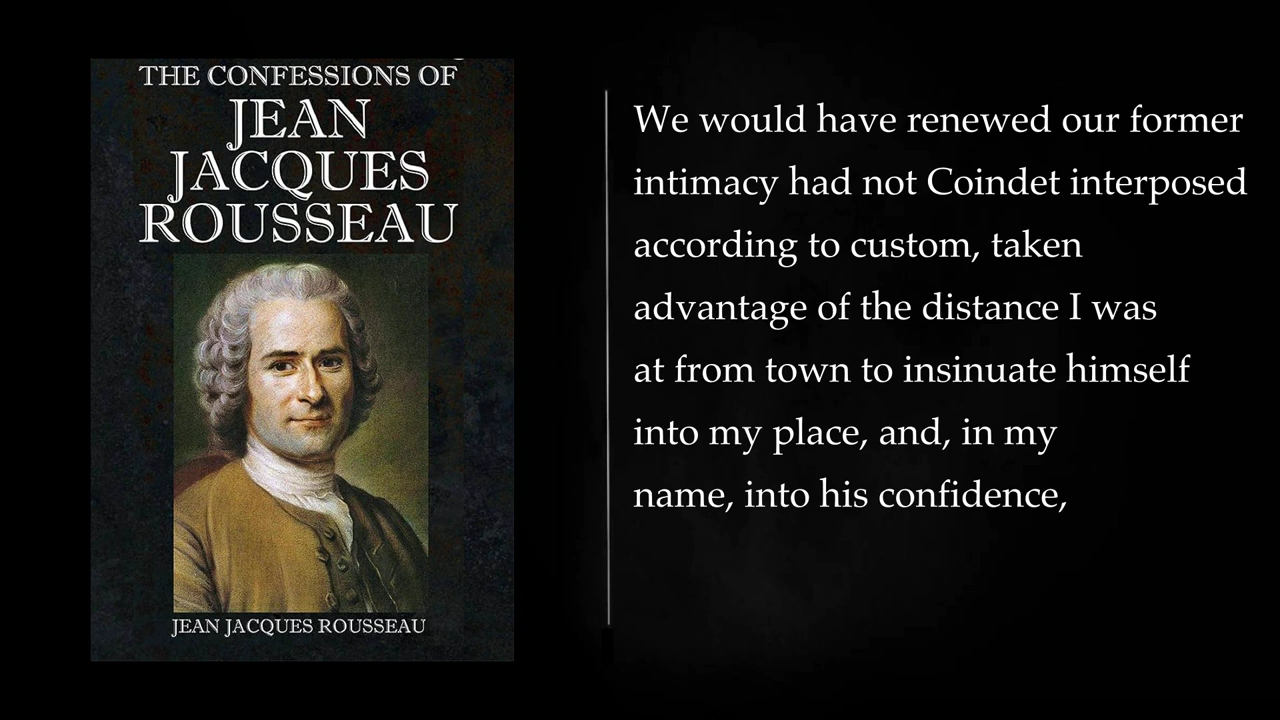 THE CONFESSIONS OF
JEAN
JACQUES
ROUSSEAU
JEAN JACQUES ROUSSEAU
We would have renewed our former
intimacy had not Coindet interposed
according to custom, taken
advantage of the distance I was
at from town to insinuate himself
into my place, and, in my
name, into his confidence,